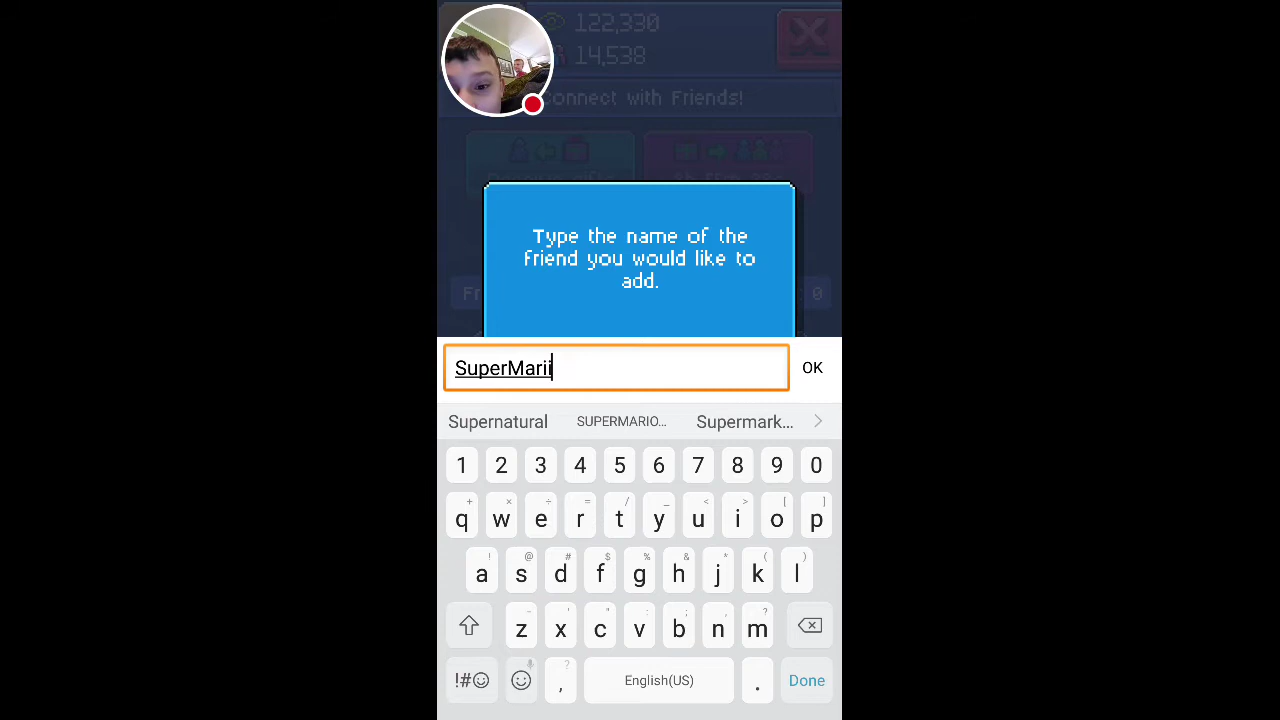 122,330
14,538
Connect with Friends!
Type the name of the
friend you would like to
add.
SuperMarii
OK
Supernatural SUPERMARIO... Supermark...
1 2 3 4 5 6 7 8 9 0
+ × ÷ = / _ < > [ ]
q w e r t y u i o p
! @ # $ % & * ( )
a s d f g h j k l
- ' " : ; , ?
z x c v b n m
!#☺ , ? English(US) . Done